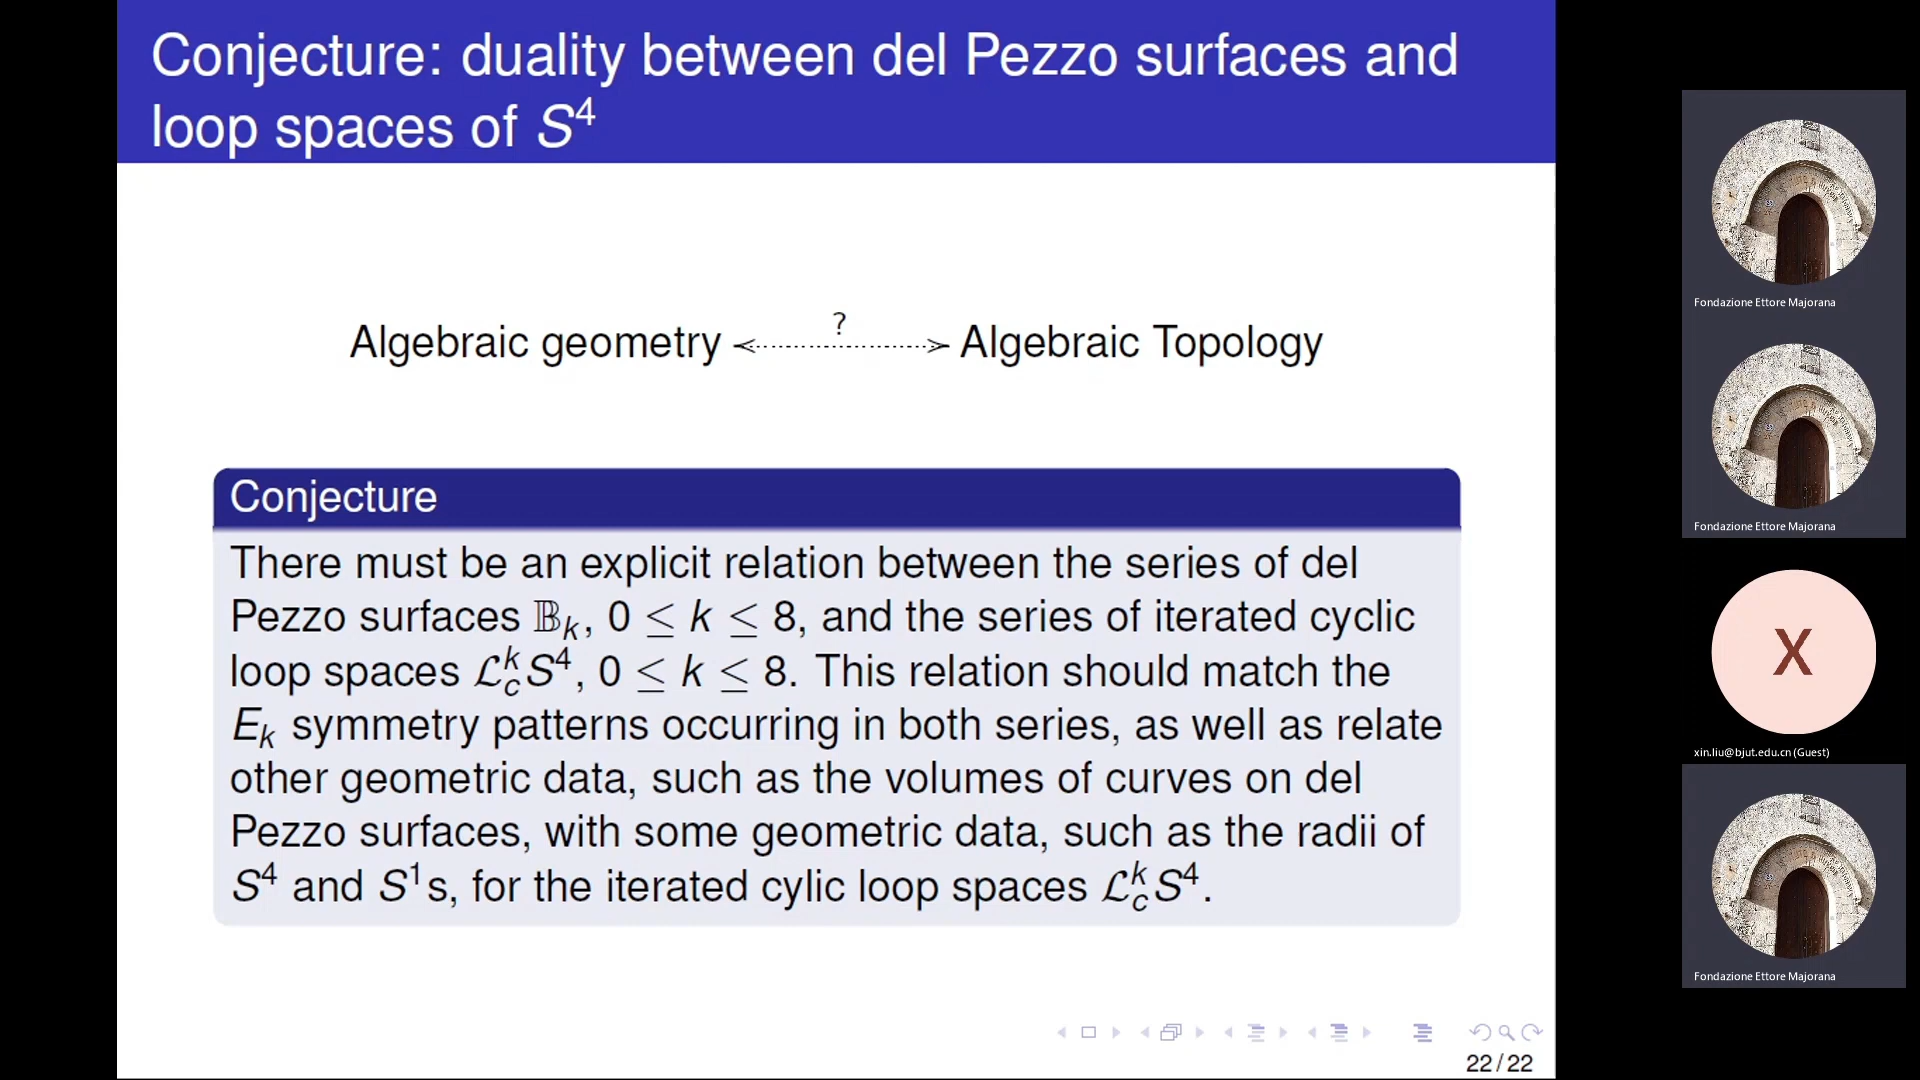 Conjecture: duality between del Pezzo surfaces and
loop spaces of S⁴
?
Algebraic geometry <·········> Algebraic Topology
Conjecture
There must be an explicit relation between the series of del
Pezzo surfaces 𝔹ₖ, 0 ≤ k ≤ 8, and the series of iterated cyclic
loop spaces ℒ_c^k S⁴, 0 ≤ k ≤ 8. This relation should match the
Eₖ symmetry patterns occurring in both series, as well as relate
other geometric data, such as the volumes of curves on del
Pezzo surfaces, with some geometric data, such as the radii of
S⁴ and S¹s, for the iterated cylic loop spaces ℒ_c^k S⁴.
22/22
Fondazione Ettore Majorana
Fondazione Ettore Majorana
X
xin.liu@bjut.edu.cn (Guest)
Fondazione Ettore Majorana